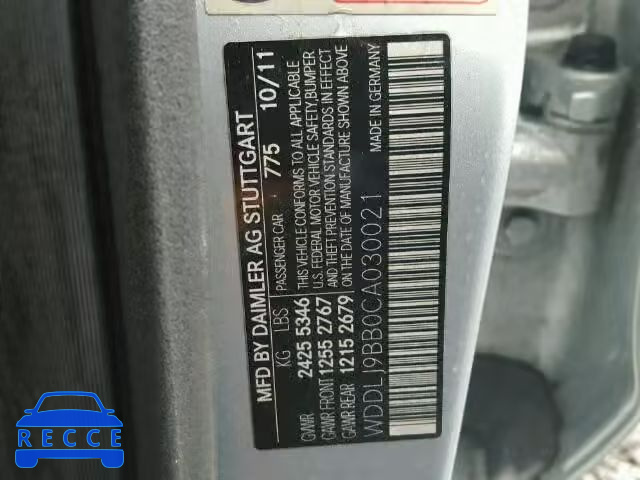 MFD BY DAIMLER AG STUTTGART
KG LBS PASSENGER CAR 775 10/11
GVWR 2425 5346 THIS VEHICLE CONFORMS TO ALL APPLICABLE
GAWR FRONT 1255 2767 U.S. FEDERAL MOTOR VEHICLE SAFETY, BUMPER
GAWR REAR 1215 2679 AND THEFT PREVENTION STANDARDS IN EFFECT
ON THE DATE OF MANUFACTURE SHOWN ABOVE
WDDLJ9BB0CA030021 MADE IN GERMANY
RECCE